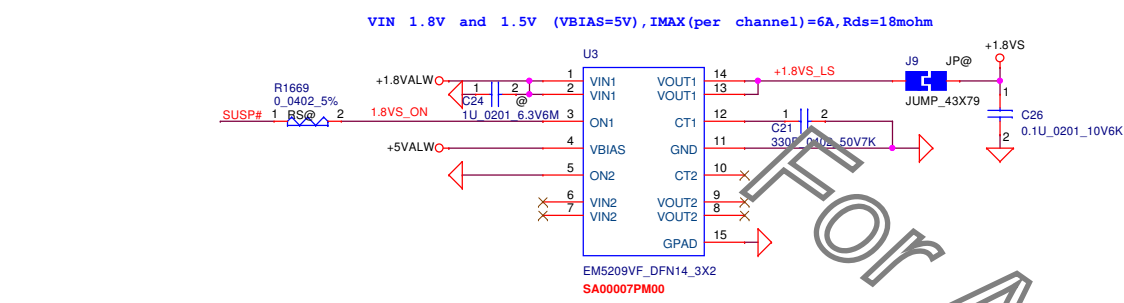 VIN 1.8V and 1.5V (VBIAS=5V),IMAX(per channel)=6A,Rds=18mohm
U3
+1.8VS
J9 JP@
+1.8VALW
1 VIN1 VOUT1 14
+1.8VS_LS
2 VIN1 VOUT1 13
1 2
C24 @
1U_0201_6.3V6M
JUMP_43X79
R1669
0_0402_5%
SUSP# 1 RS@ 2 1.8VS_ON
3 ON1 CT1 12
1 2
C21
1
C26
0.1U_0201_10V6K
2
+5VALW
4 VBIAS GND 11
5 ON2 CT2 10
6 VIN2 VOUT2 9
7 VIN2 VOUT2 8
GPAD 15
EM5209VF_DFN14_3X2
SA00007PM00
For A